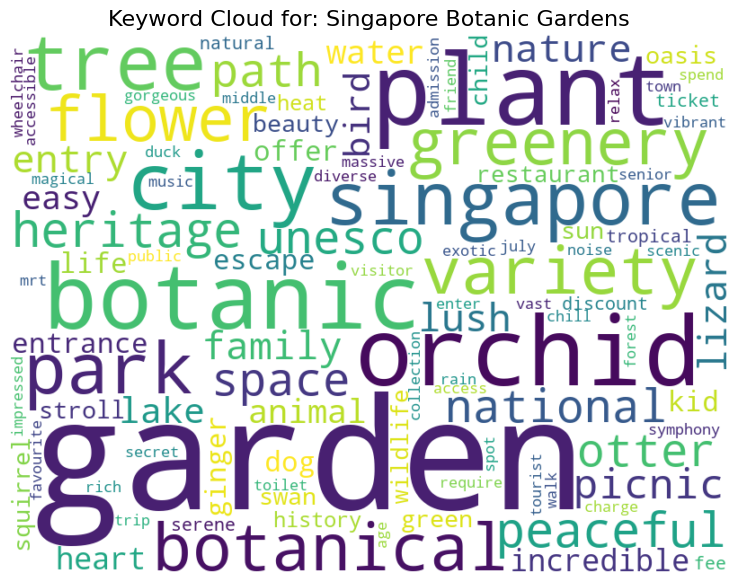 Keyword Cloud for: Singapore Botanic Gardens
wheelchair
accessible
tree
natural
path
gorgeous
middle
heat
water
admission
friend
child
nature
oasis
spend
relax
town
ticket
vibrant
plant
flower
beauty
bird
entry
duck
offer
massive
diverse
greenery
restaurant
senior
magical
music
easy
city
singapore
sun
tropical
heritage
unesco
exotic
july
noise
scenic
life
public
escape
visitor
variety
lizard
mrt
botanic
enter
vast
discount
chill
lush
forest
entrance
family
orchid
park
space
collection
rain
access
impressed
favourite
stroll
lake
animal
wildlife
national
kid
symphony
squirrel
secret
ginger
dog
swan
toilet
spot
otter
garden
rich
require
tourist
walk
picnic
trip
serene
history
green
age
charge
peaceful
heart
botanical
incredible
fee